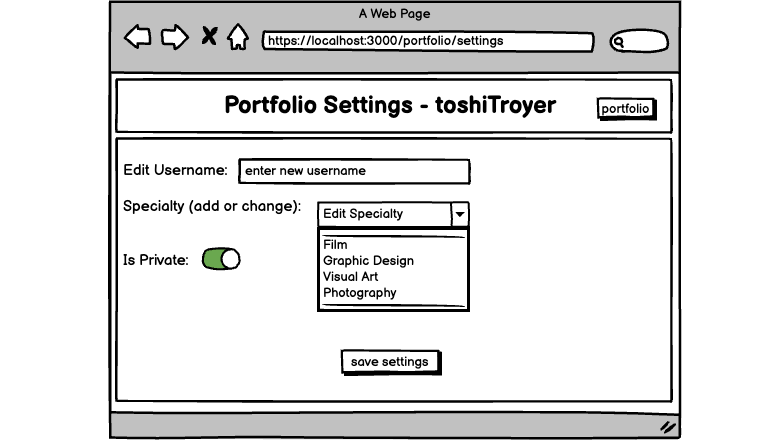 A Web Page
https://localhost:3000/portfolio/settings
Portfolio Settings - toshiTroyer
portfolio
Edit Username: enter new username
Specialty (add or change): Edit Specialty
Film
Is Private:
Graphic Design
Visual Art
Photography
save settings